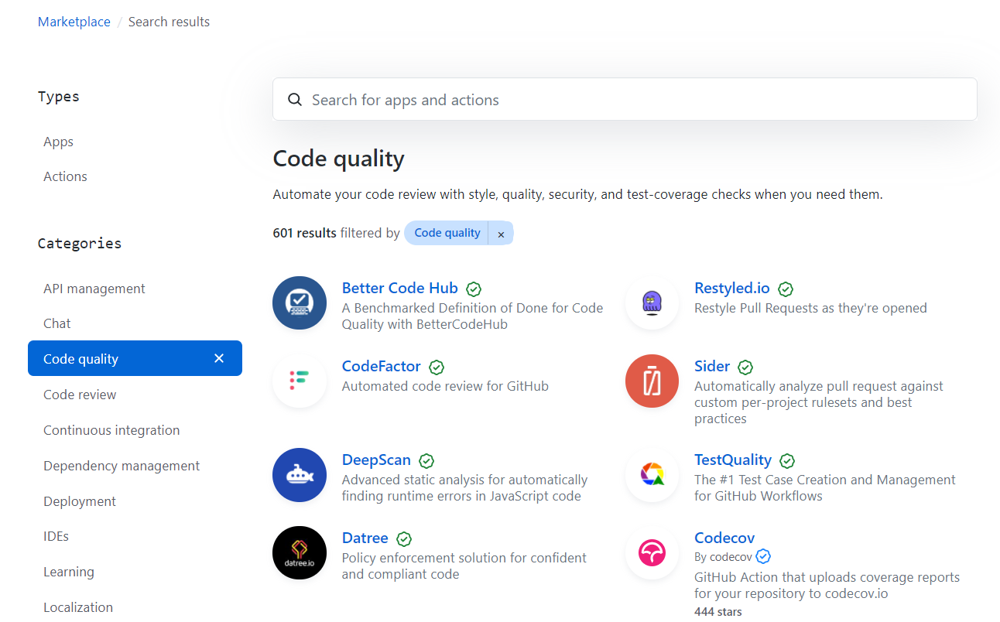 Marketplace / Search results
Types
Apps
Actions
Categories
API management
Chat
Code quality ×
Code review
Continuous integration
Dependency management
Deployment
IDEs
Learning
Localization
Search for apps and actions
Code quality
Automate your code review with style, quality, security, and test-coverage checks when you need them.
601 results filtered by Code quality ×
Better Code Hub
A Benchmarked Definition of Done for Code
Quality with BetterCodeHub
Restyled.io
Restyle Pull Requests as they're opened
CodeFactor
Automated code review for GitHub
Sider
Automatically analyze pull request against
custom per-project rulesets and best
practices
DeepScan
Advanced static analysis for automatically
finding runtime errors in JavaScript code
TestQuality
The #1 Test Case Creation and Management
for GitHub Workflows
datree.io
Datree
Policy enforcement solution for confident
and compliant code
Codecov
By codecov
GitHub Action that uploads coverage reports
for your repository to codecov.io
444 stars